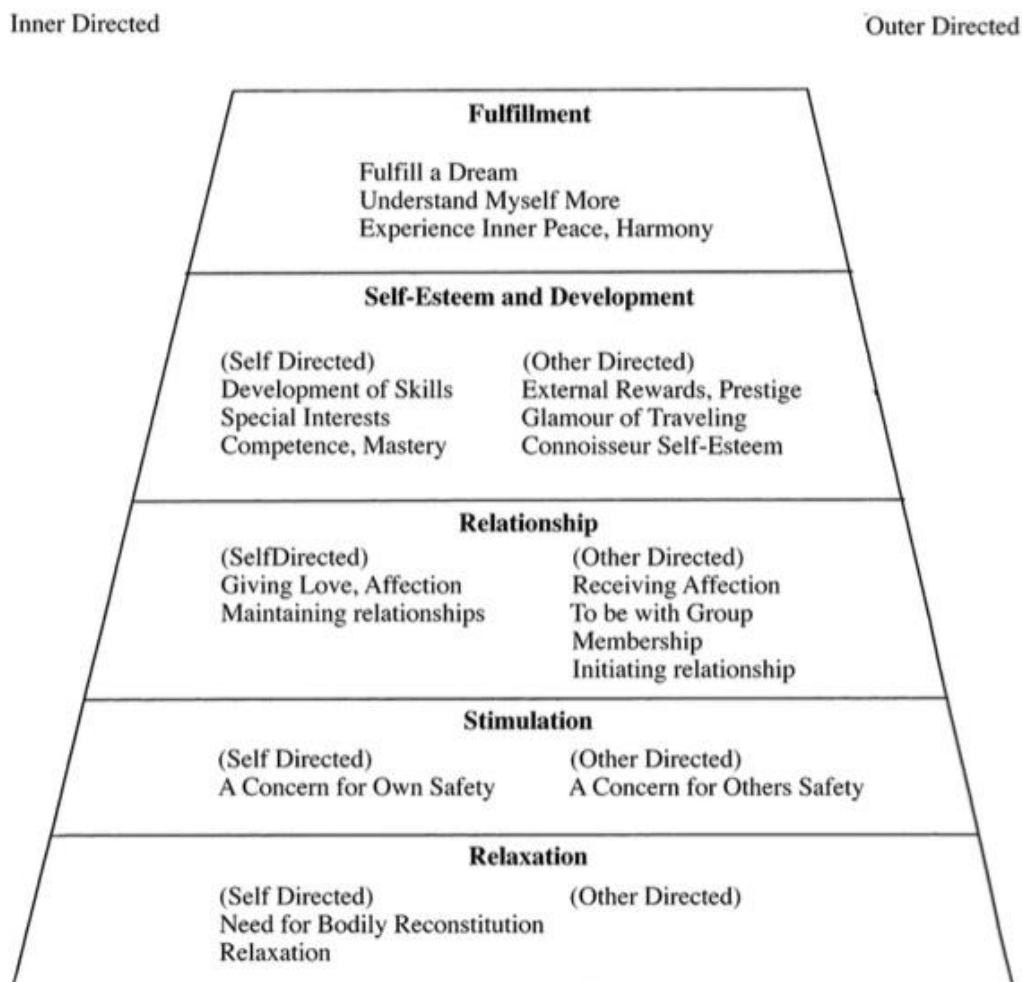 Inner Directed
Outer Directed
Fulfillment
Fulfill a Dream
Understand Myself More
Experience Inner Peace, Harmony
Self-Esteem and Development
(Self Directed)
Development of Skills
Special Interests
Competence, Mastery
(Other Directed)
External Rewards, Prestige
Glamour of Traveling
Connoisseur Self-Esteem
Relationship
(SelfDirected)
Giving Love, Affection
Maintaining relationships
(Other Directed)
Receiving Affection
To be with Group
Membership
Initiating relationship
Stimulation
(Self Directed)
A Concern for Own Safety
(Other Directed)
A Concern for Others Safety
Relaxation
(Self Directed)
Need for Bodily Reconstitution
Relaxation
(Other Directed)